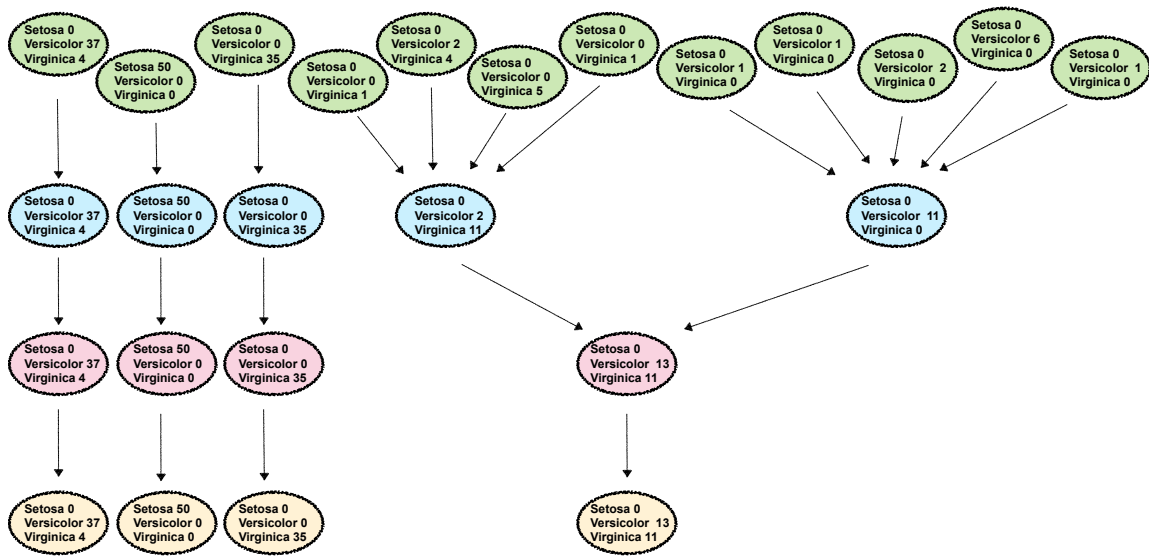 Setosa 0
Versicolor 37
Virginica 4
Setosa 50
Versicolor 0
Virginica 0
Setosa 0
Versicolor 0
Virginica 35
Setosa 0
Versicolor 0
Virginica 1
Setosa 0
Versicolor 2
Virginica 4
Setosa 0
Versicolor 0
Virginica 5
Setosa 0
Versicolor 0
Virginica 1
Setosa 0
Versicolor 1
Virginica 0
Setosa 0
Versicolor 1
Virginica 0
Setosa 0
Versicolor 2
Virginica 0
Setosa 0
Versicolor 6
Virginica 0
Setosa 0
Versicolor 1
Virginica 0
Setosa 0
Versicolor 37
Virginica 4
Setosa 50
Versicolor 0
Virginica 0
Setosa 0
Versicolor 0
Virginica 35
Setosa 0
Versicolor 2
Virginica 11
Setosa 0
Versicolor 11
Virginica 0
Setosa 0
Versicolor 37
Virginica 4
Setosa 50
Versicolor 0
Virginica 0
Setosa 0
Versicolor 0
Virginica 35
Setosa 0
Versicolor 13
Virginica 11
Setosa 0
Versicolor 37
Virginica 4
Setosa 50
Versicolor 0
Virginica 0
Setosa 0
Versicolor 0
Virginica 35
Setosa 0
Versicolor 13
Virginica 11